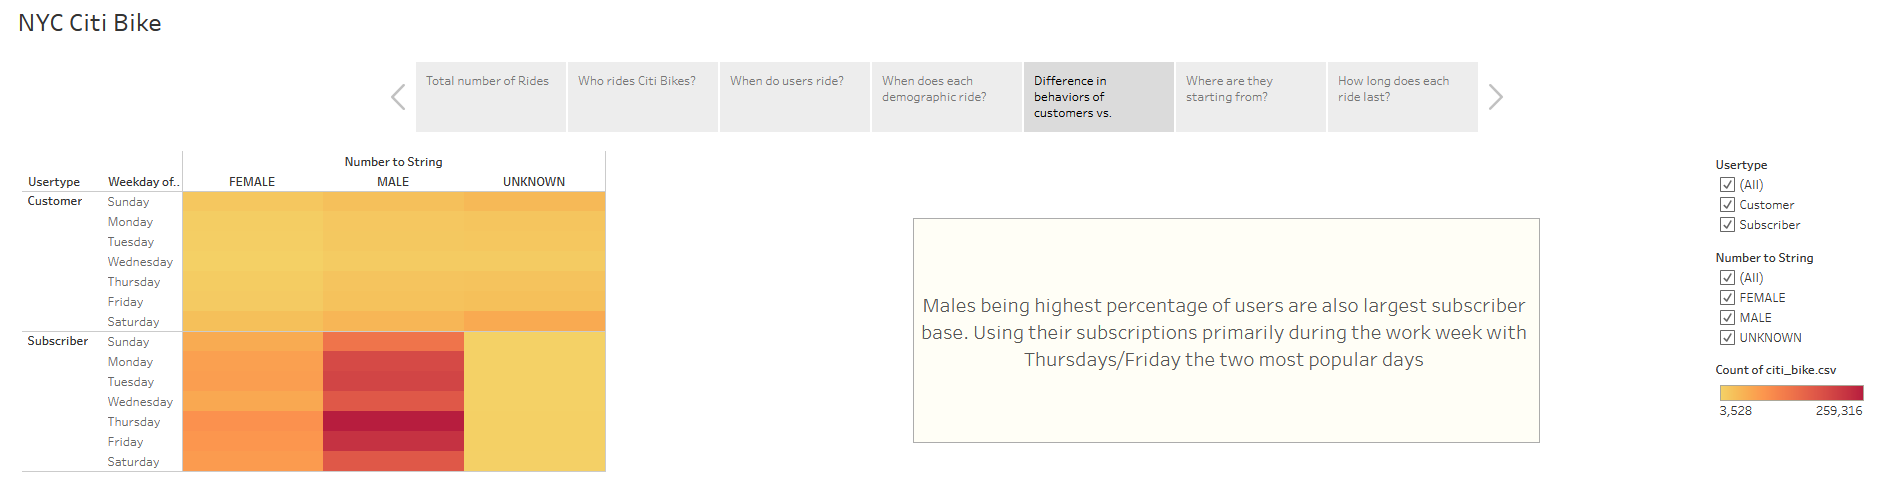 NYC Citi Bike
Total number of Rides
Who rides Citi Bikes?
When do users ride?
When does each
demographic ride?
Difference in
behaviors of
customers vs.
Where are they
starting from?
How long does each
ride last?
Number to String
Usertype Weekday of.. FEMALE MALE UNKNOWN
Customer Sunday
Monday
Tuesday
Wednesday
Thursday
Friday
Saturday
Subscriber Sunday
Monday
Tuesday
Wednesday
Thursday
Friday
Saturday
Males being highest percentage of users are also largest subscriber
base. Using their subscriptions primarily during the work week with
Thursdays/Friday the two most popular days
Usertype
(All)
Customer
Subscriber
Number to String
(All)
FEMALE
MALE
UNKNOWN
Count of citi_bike.csv
3,528 259,316